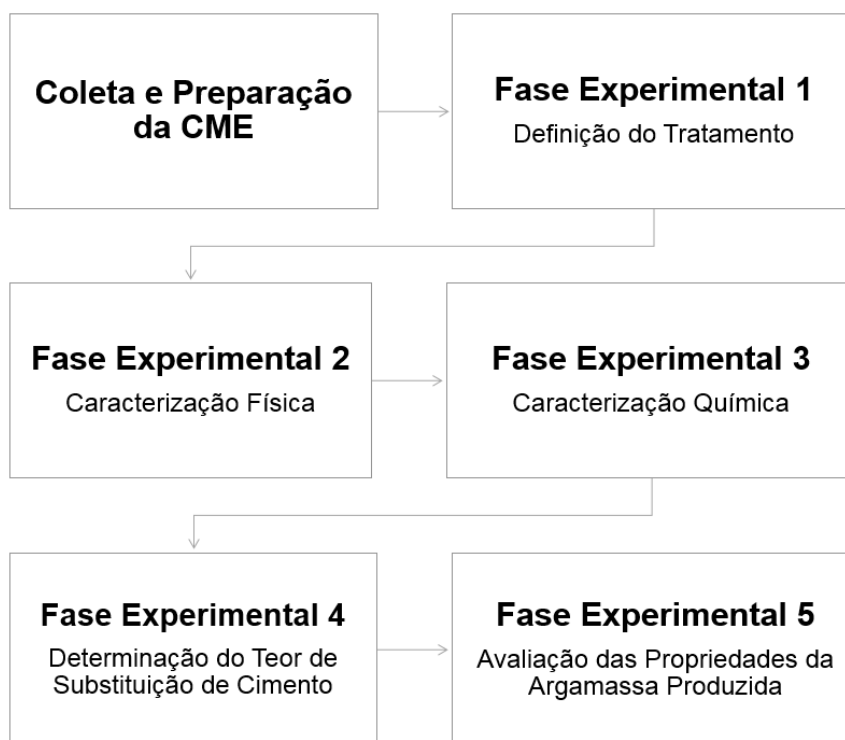 Coleta e Preparação
da CME
Fase Experimental 1
Definição do Tratamento
Fase Experimental 2
Caracterização Física
Fase Experimental 3
Caracterização Química
Fase Experimental 4
Determinação do Teor de
Substituição de Cimento
Fase Experimental 5
Avaliação das Propriedades da
Argamassa Produzida